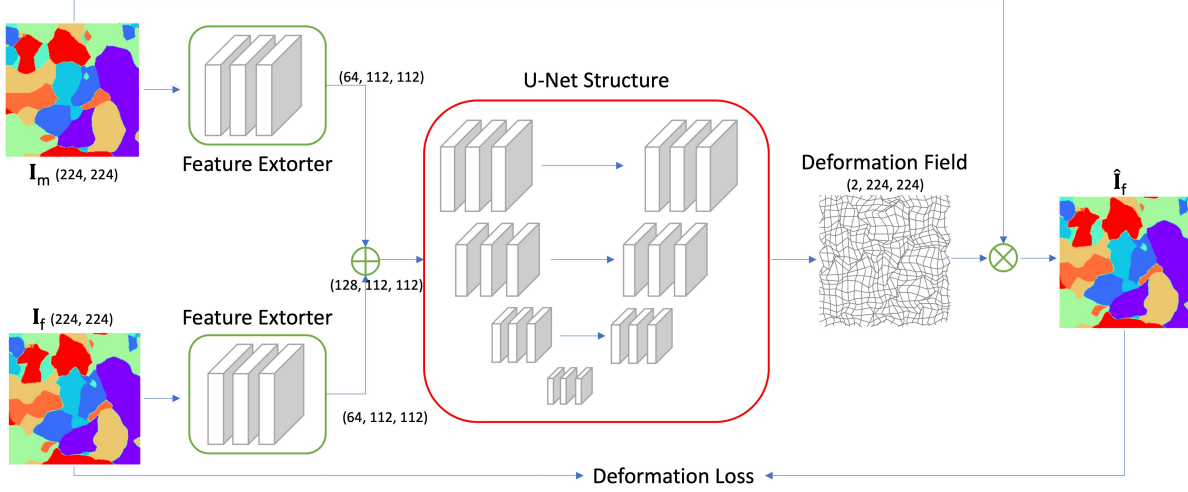 (64, 112, 112)
U-Net Structure
Feature Extorter
𝐈m (224, 224)
Deformation Field
(2, 224, 224)
𝐈̂f
(128, 112, 112)
𝐈f (224, 224)
Feature Extorter
(64, 112, 112)
Deformation Loss